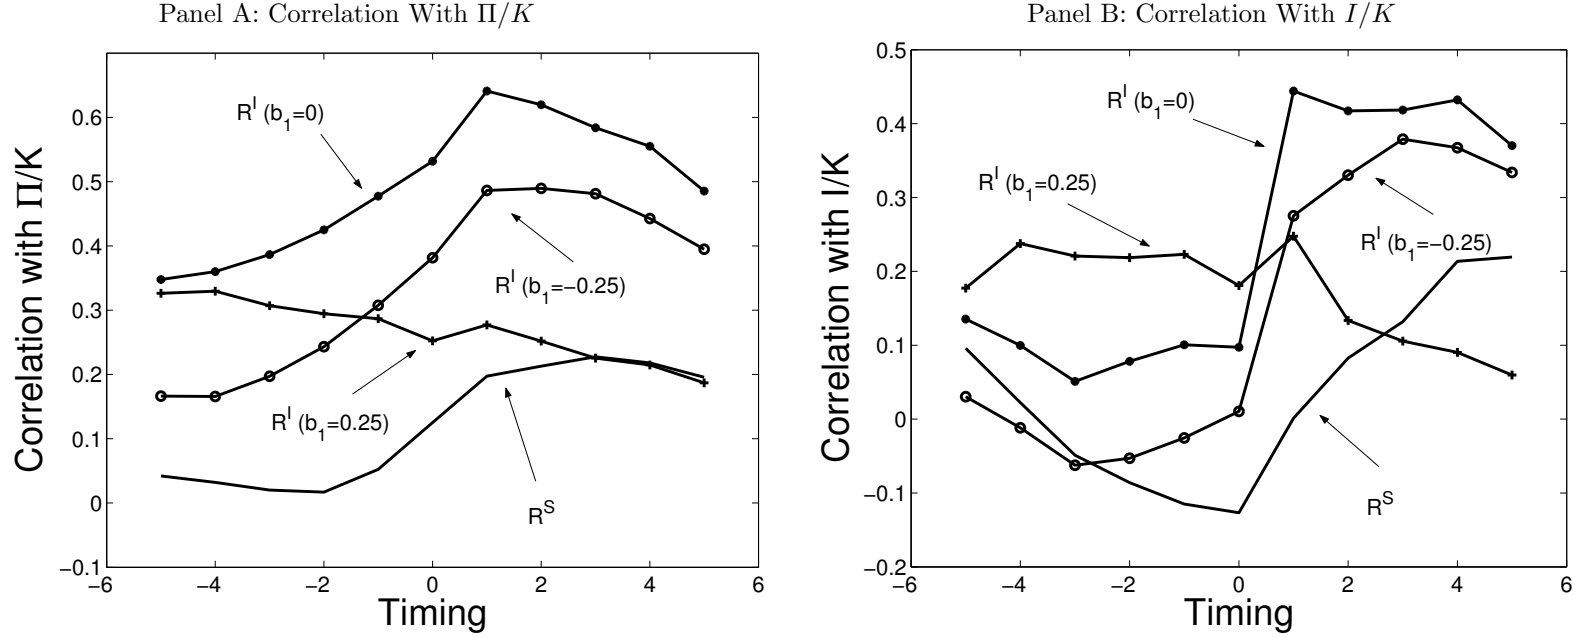 Panel A: Correlation With Π/K
Correlation with Π/K
0.6
0.5
0.4
0.3
0.2
0.1
0
−0.1
R^I (b_1=0)
R^I (b_1=−0.25)
R^I (b_1=0.25)
R^S
−6 −4 −2 0 2 4 6
Timing
Panel B: Correlation With I/K
Correlation with I/K
0.5
0.4
0.3
0.2
0.1
0
−0.1
−0.2
R^I (b_1=0)
R^I (b_1=0.25)
R^I (b_1=−0.25)
R^S
−6 −4 −2 0 2 4 6
Timing